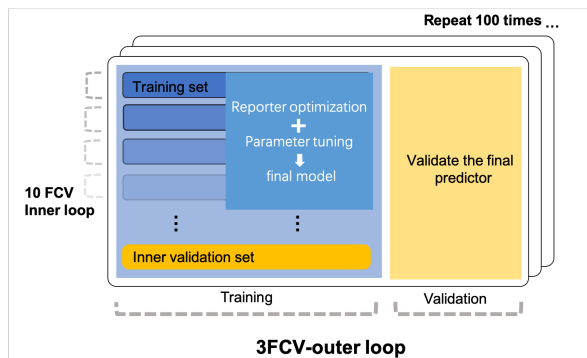 Repeat 100 times ...
Training set
Reporter optimization
+
Parameter tuning
final model
Validate the final
predictor
10 FCV
Inner loop
Inner validation set
Training
Validation
3FCV-outer loop